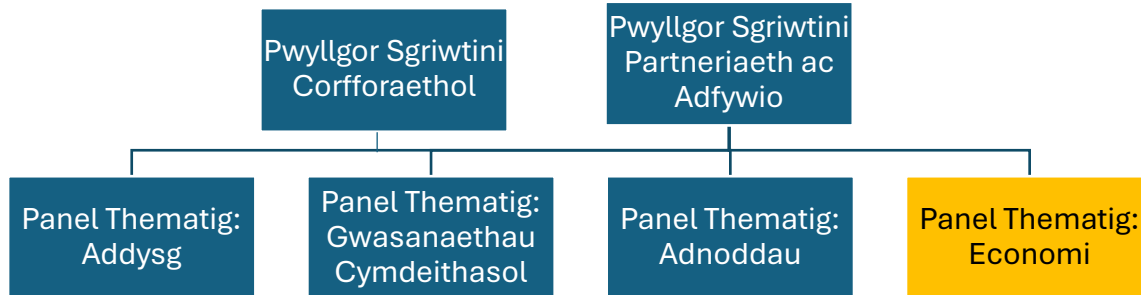 Pwyllgor Sgriwtini
Corfforaethol
Pwyllgor Sgriwtini
Partneriaeth ac
Adfywio
Panel Thematig:
Addysg
Panel Thematig:
Gwasanaethau
Cymdeithasol
Panel Thematig:
Adnoddau
Panel Thematig:
Economi